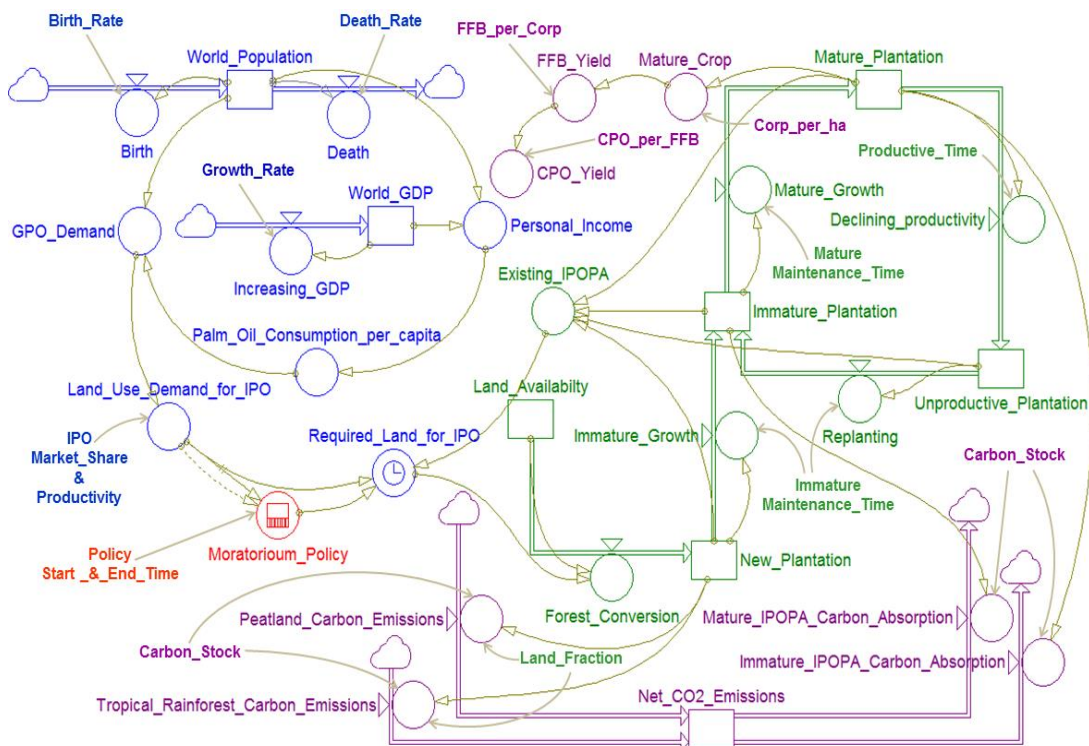 Birth_Rate
Death_Rate
World_Population
Birth
Death
Growth_Rate
World_GDP
GPO_Demand
Personal_Income
Increasing_GDP
Palm_Oil_Consumption_per_capita
Land_Use_Demand_for_IPO
IPO
Market_Share
&
Productivity
Required_Land_for_IPO
Policy
Start _&_End_Time
Moratorioum_Policy
FFB_per_Corp
FFB_Yield
Mature_Crop
Mature_Plantation
Corp_per_ha
CPO_per_FFB
CPO_Yield
Productive_Time
Mature_Growth
Declining_productivity
Mature
Maintenance_Time
Existing_IPOPA
Immature_Plantation
Land_Availabilty
Unproductive_Plantation
Immature_Growth
Replanting
Immature
Maintenance_Time
Carbon_Stock
New_Plantation
Forest_Conversion
Peatland_Carbon_Emissions
Mature_IPOPA_Carbon_Absorption
Carbon_Stock
Land_Fraction
Immature_IPOPA_Carbon_Absorption
Tropical_Rainforest_Carbon_Emissions
Net_CO2_Emissions